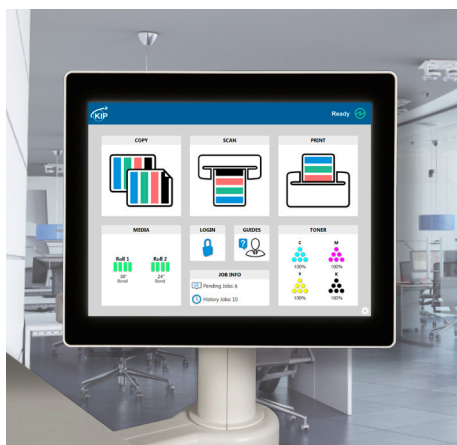 KIP
Ready
COPY
SCAN
PRINT
MEDIA
Roll 1
Roll 2
36"
Bond
24"
Bond
LOGIN
GUIDES
JOB INFO
Pending Jobs: 6
History Jobs: 10
TONER
C
M
100%
100%
Y
K
100%
100%